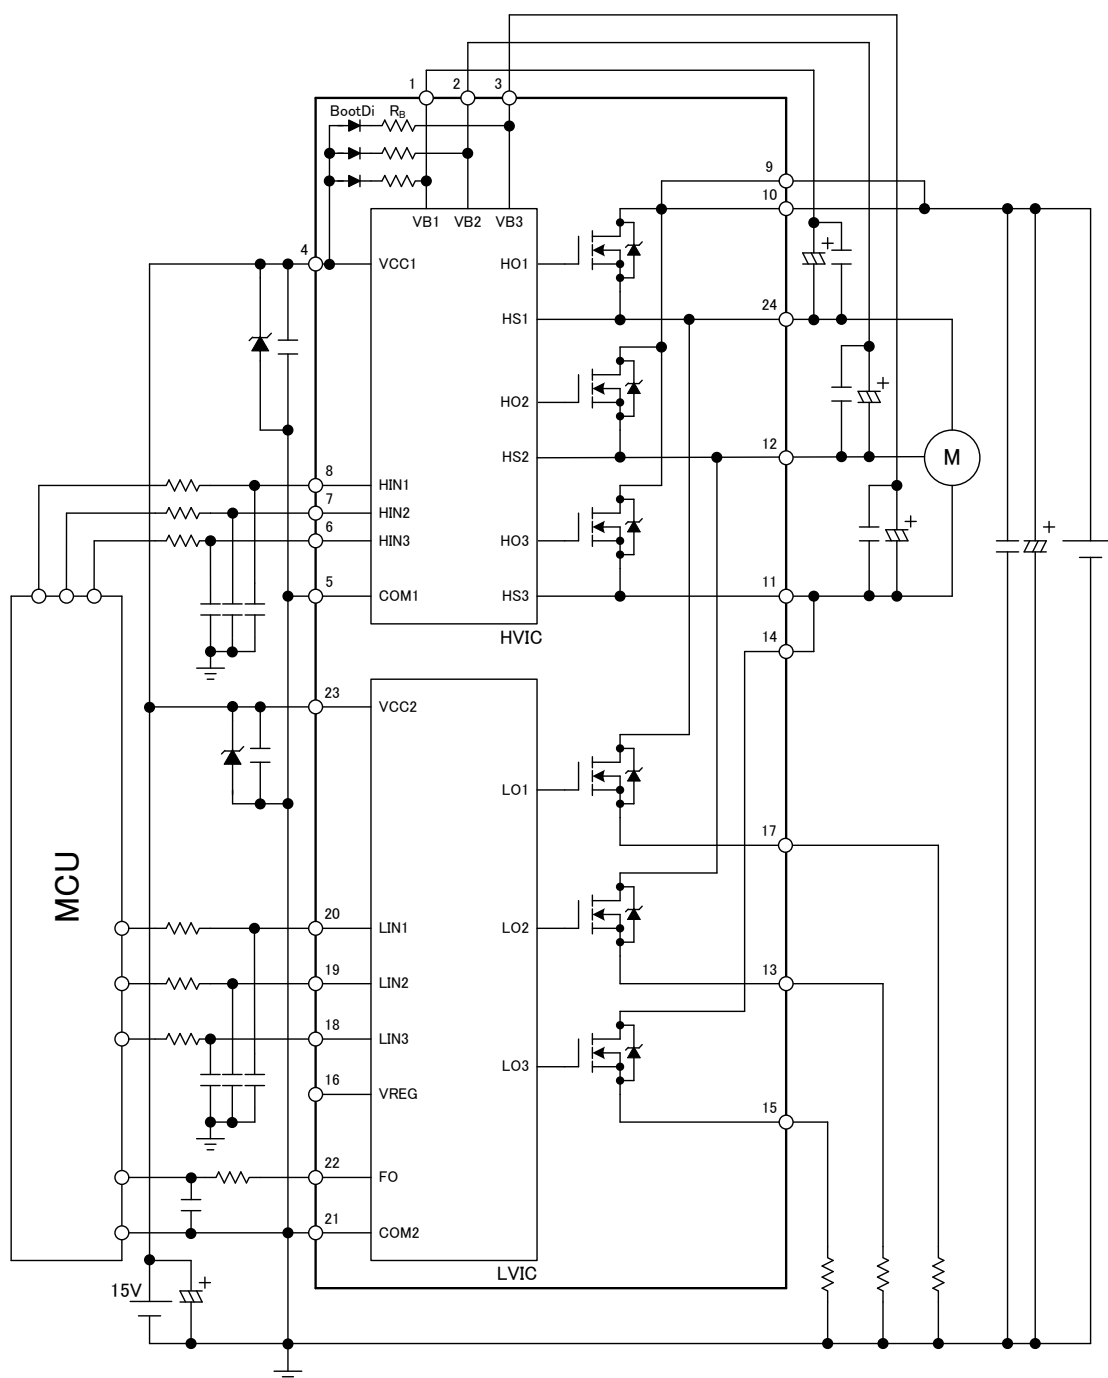 1 2 3
BootDi R_B
9
10
VB1 VB2 VB3
4 VCC1 HO1
HS1 24
+
HO2
+
HS2 12
M
8 HIN1
7 HIN2
6 HIN3 HO3
+
+
5 COM1 HS3 11
HVIC 14
23 VCC2
LO1
17
MCU
20 LIN1 LO2
19 LIN2 13
18 LIN3
LO3
16 VREG
15
22 FO
21 COM2
LVIC
15V +